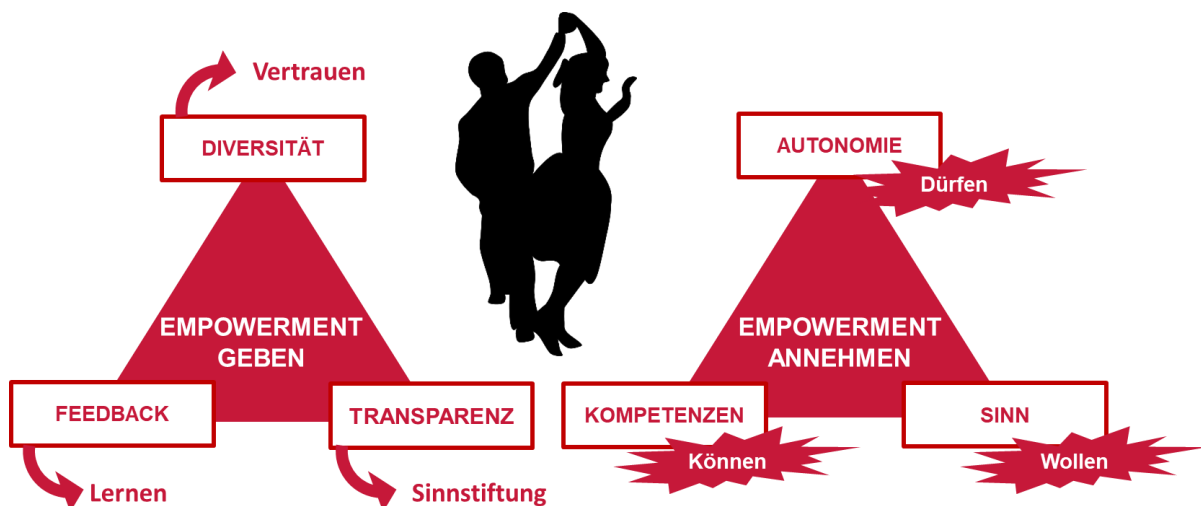 Vertrauen
DIVERSITÄT
EMPOWERMENT
GEBEN
FEEDBACK
TRANSPARENZ
Lernen
Sinnstiftung
AUTONOMIE
Dürfen
EMPOWERMENT
ANNEHMEN
KOMPETENZEN
SINN
Können
Wollen